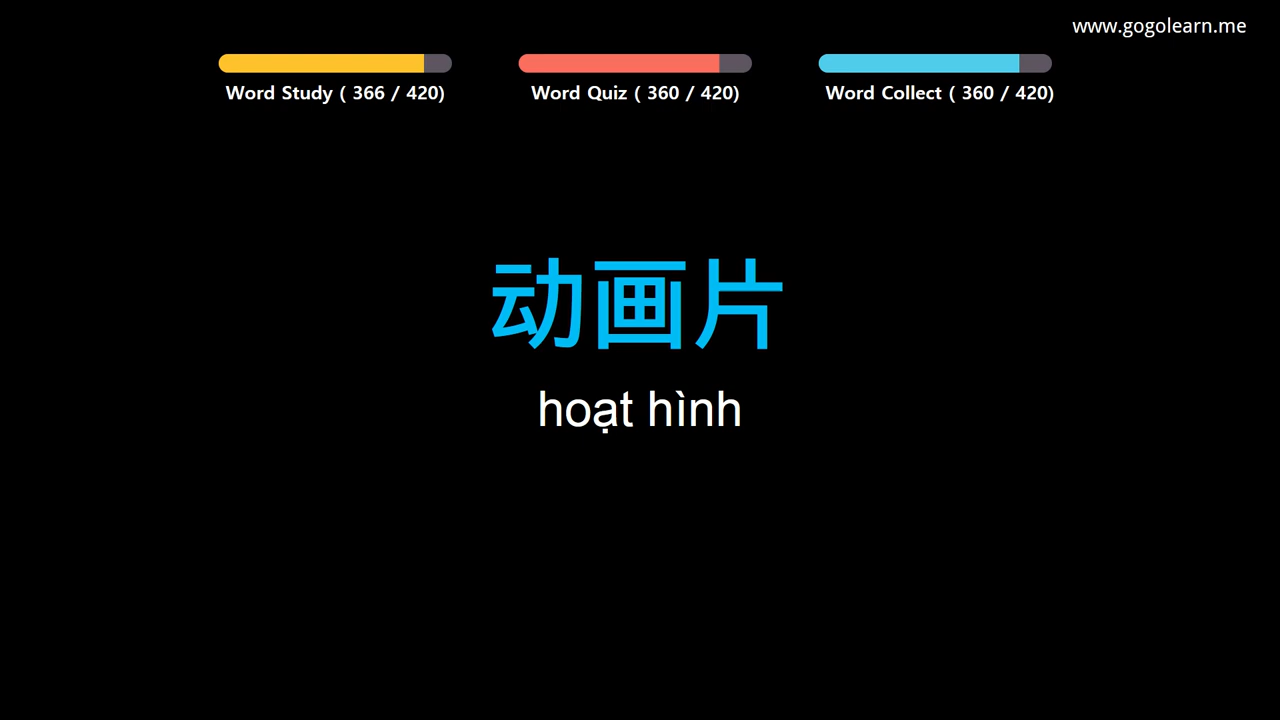 www.gogolearn.me
Word Study ( 366 / 420)
Word Quiz ( 360 / 420)
Word Collect ( 360 / 420)
动画片
hoạt hình